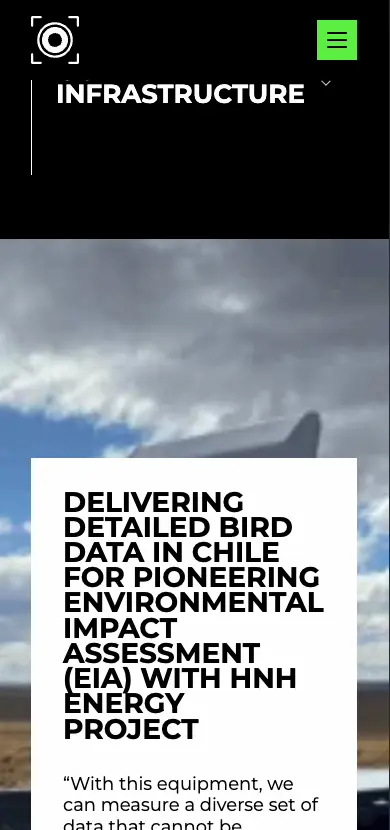 INFRASTRUCTURE
DELIVERING
DETAILED BIRD
DATA IN CHILE
FOR PIONEERING
ENVIRONMENTAL
IMPACT
ASSESSMENT
(EIA) WITH HNH
ENERGY
PROJECT
“With this equipment, we
can measure a diverse set of
data that cannot be